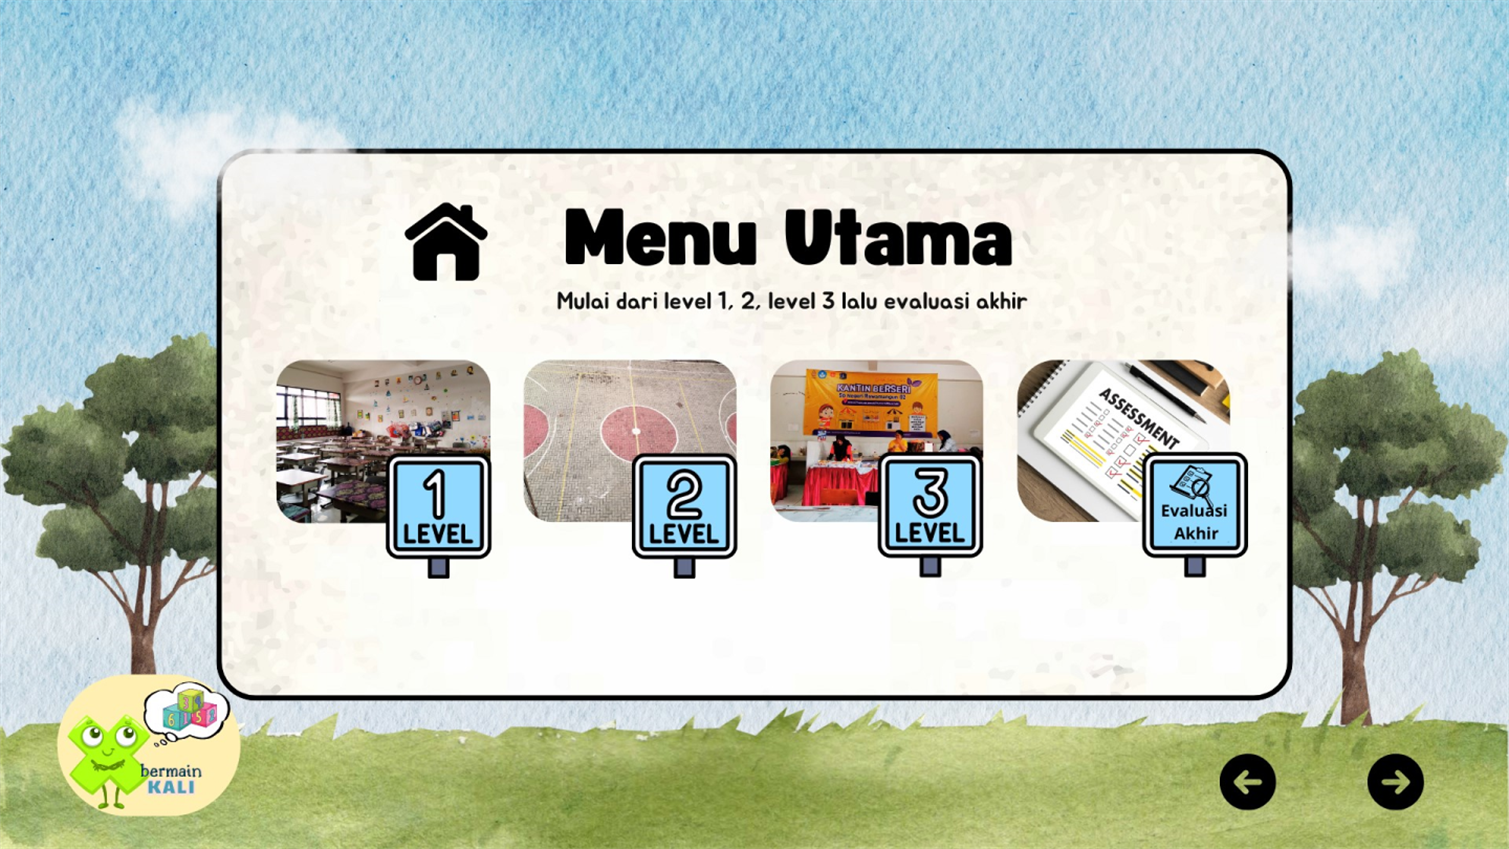 Menu Utama
Mulai dari level 1, 2, level 3 lalu evaluasi akhir
KANTIN BERSERI
1
LEVEL
2
LEVEL
3
LEVEL
ASSESSMENT
Evaluasi
Akhir
bermain
KALI